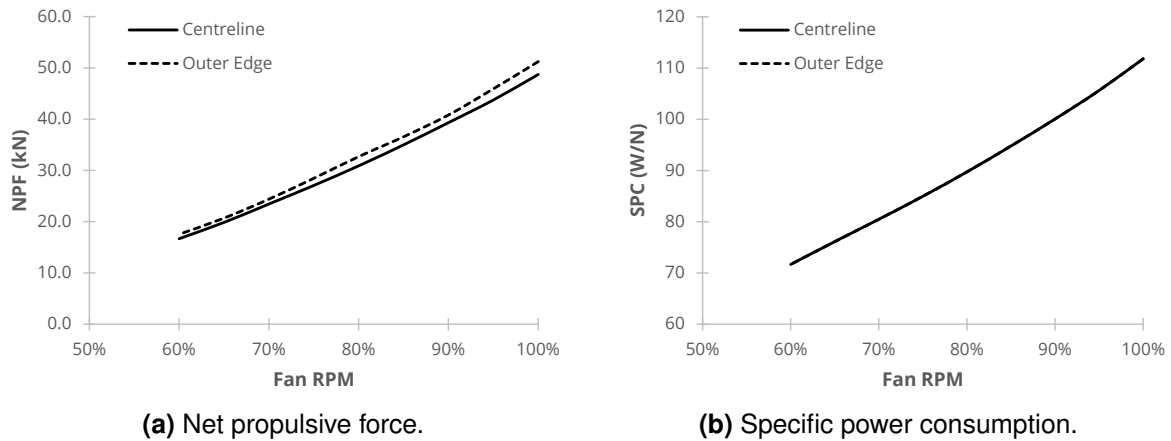 60.0
50.0
40.0
30.0
20.0
10.0
0.0
NPF (kN)
Centreline
Outer Edge
50% 60% 70% 80% 90% 100%
Fan RPM
(a) Net propulsive force.
120
110
100
90
80
70
60
SPC (W/N)
Centreline
Outer Edge
50% 60% 70% 80% 90% 100%
Fan RPM
(b) Specific power consumption.